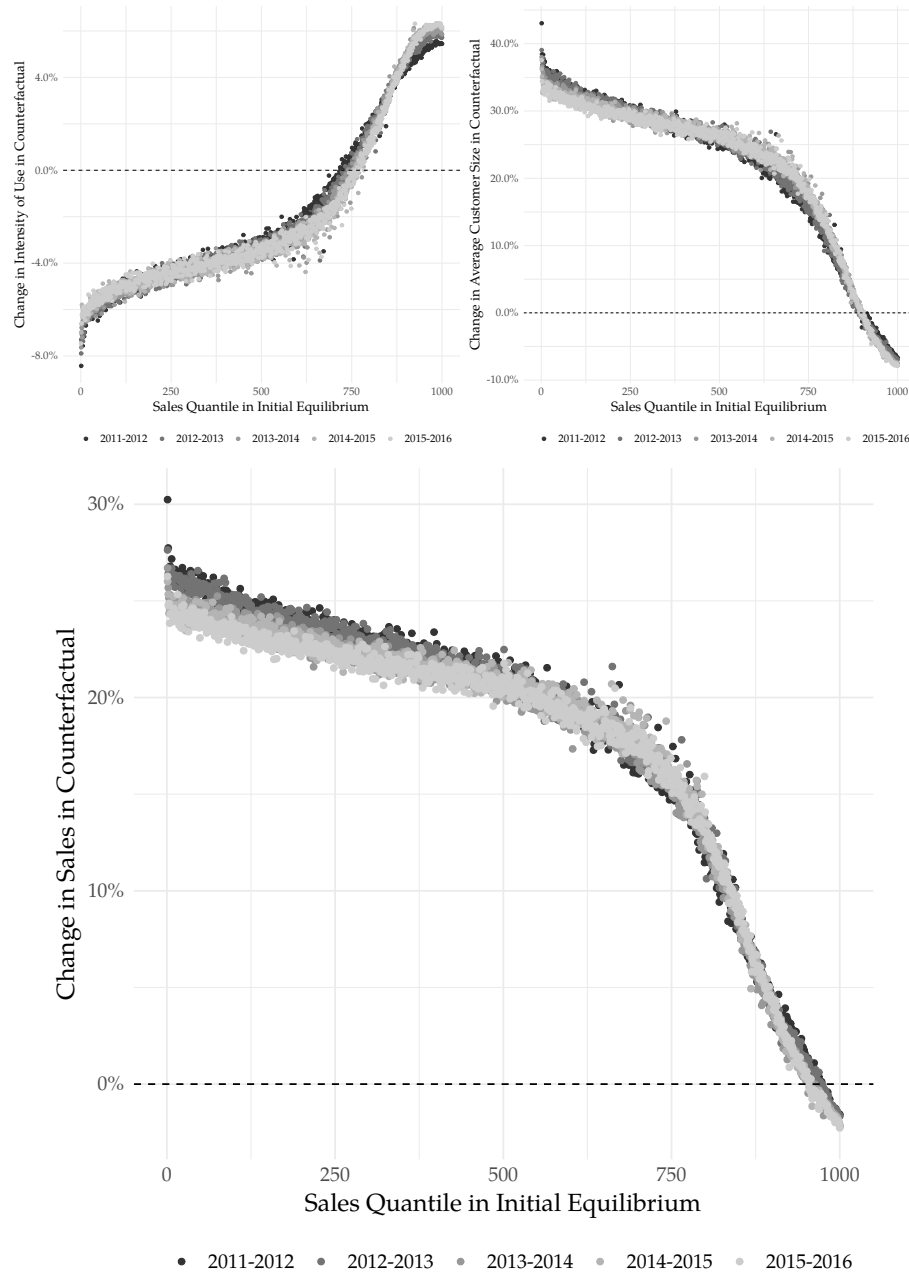 Change in Intensity of Use in Counterfactual
4.0%
0.0%
-4.0%
-8.0%
0 250 500 750 1000
Sales Quantile in Initial Equilibrium
2011-2012 2012-2013 2013-2014 2014-2015 2015-2016
Change in Average Customer Size in Counterfactual
40.0%
30.0%
20.0%
10.0%
0.0%
-10.0%
0 250 500 750 1000
Sales Quantile in Initial Equilibrium
2011-2012 2012-2013 2013-2014 2014-2015 2015-2016
Change in Sales in Counterfactual
30%
20%
10%
0%
0 250 500 750 1000
Sales Quantile in Initial Equilibrium
2011-2012 2012-2013 2013-2014 2014-2015 2015-2016